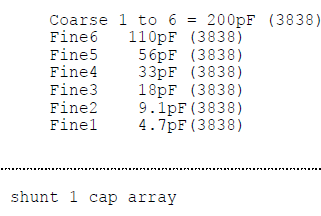 Coarse 1 to 6 = 200pF (3838)
Fine6 110pF (3838)
Fine5 56pF (3838)
Fine4 33pF (3838)
Fine3 18pF (3838)
Fine2 9.1pF(3838)
Fine1 4.7pF(3838)
shunt 1 cap array